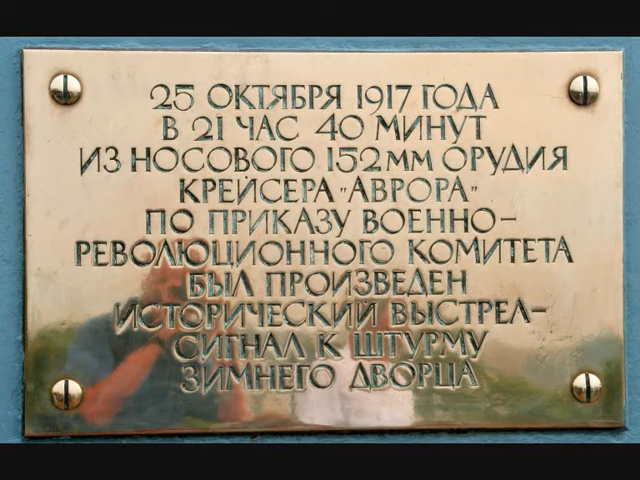 25 ОКТЯБРЯ 1917 ГОДА
В 21 ЧАС 40 МИНУТ
ИЗ НОСОВОГО 152ММ ОРУДИЯ
КРЕЙСЕРА "АВРОРА"
ПО ПРИКАЗУ ВОЕННО-
РЕВОЛЮЦИОННОГО КОМИТЕТА
БЫЛ ПРОИЗВЕДЕН
ИСТОРИЧЕСКИЙ ВЫСТРЕЛ-
СИГНАЛ К ШТУРМУ
ЗИМНЕГО ДВОРЦА